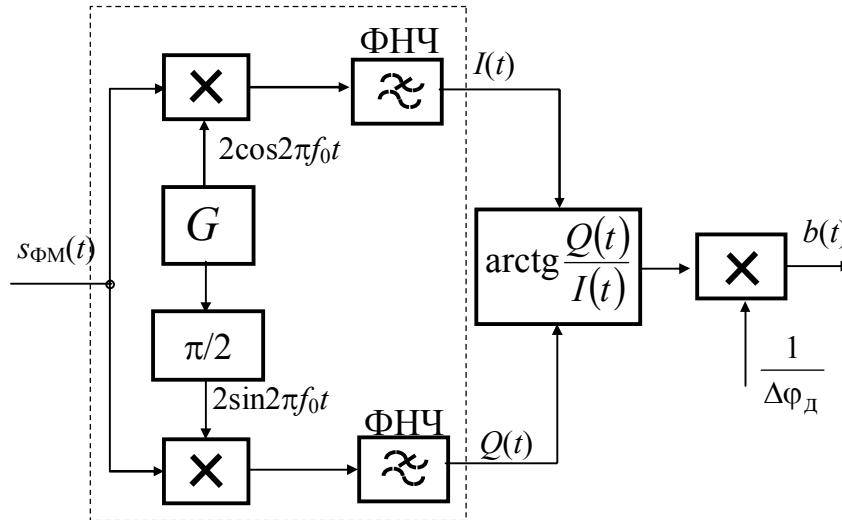 ФНЧ
I(t)
2cos2πf₀t
G
sФМ(t)
arctg Q(t)/I(t)
b(t)
π/2
1/Δφд
2sin2πf₀t
ФНЧ
Q(t)